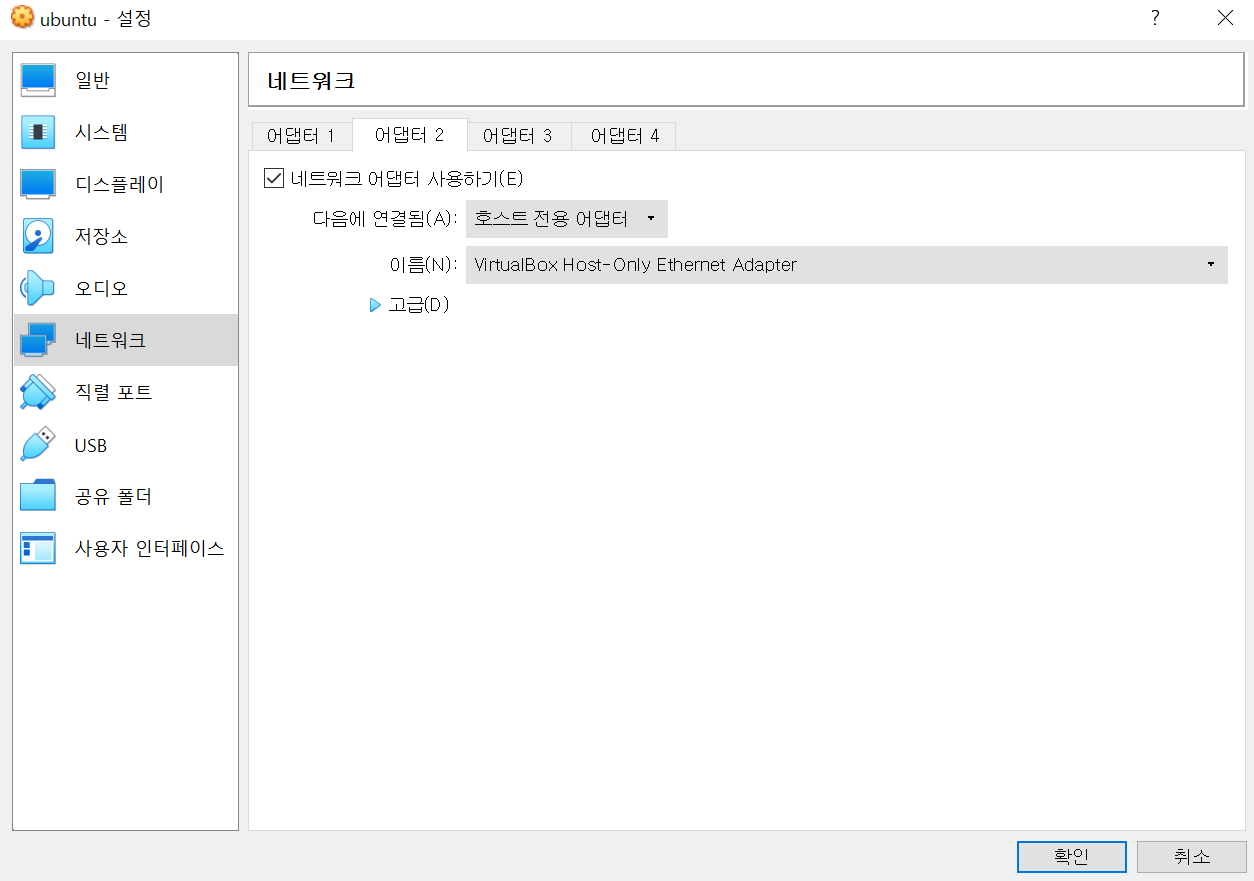 ubuntu - 설정
?
일반
시스템
디스플레이
저장소
오디오
네트워크
직렬 포트
USB
공유 폴더
사용자 인터페이스
네트워크
어댑터 1 어댑터 2 어댑터 3 어댑터 4
네트워크 어댑터 사용하기(E)
다음에 연결됨(A): 호스트 전용 어댑터
이름(N): VirtualBox Host-Only Ethernet Adapter
고급(D)
확인 취소